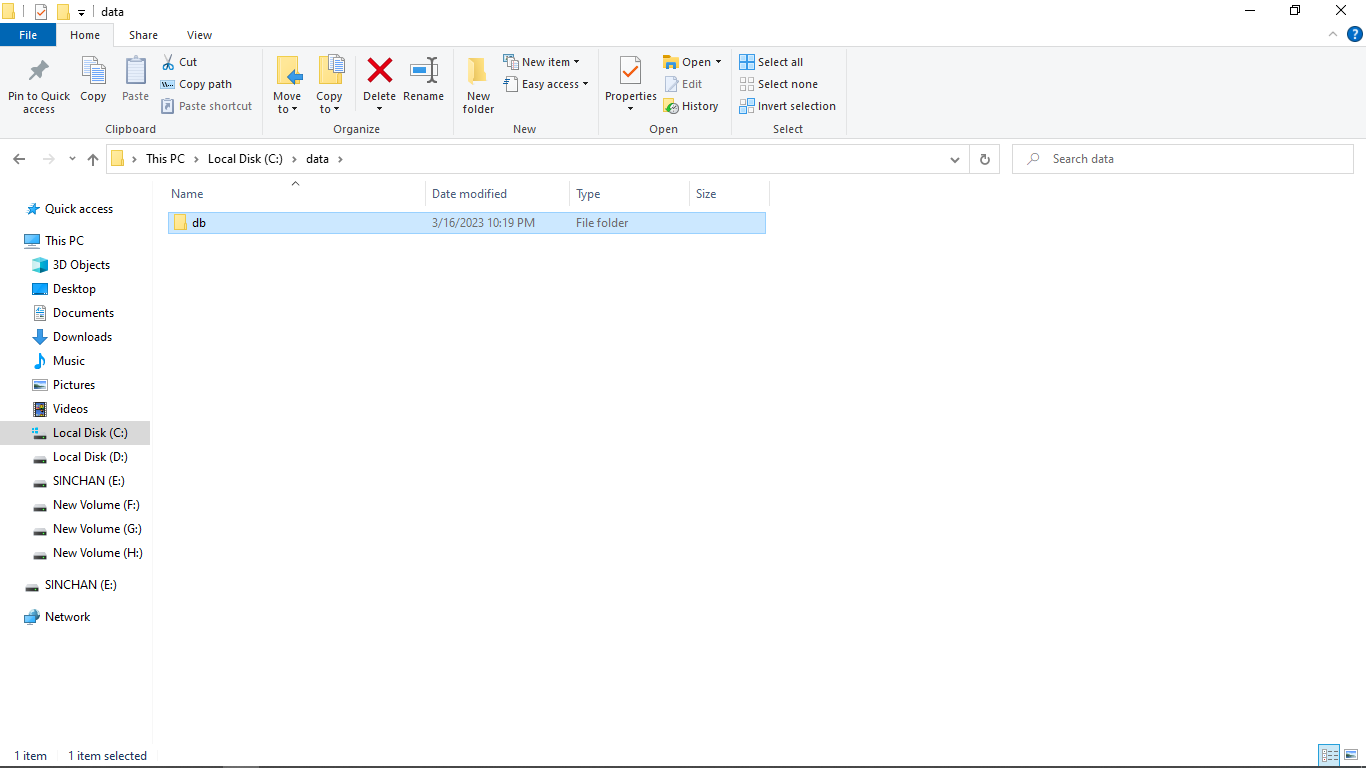 data
File Home Share View
Pin to Quick access
Copy
Paste
Cut
Copy path
Paste shortcut
Clipboard
Move to
Copy to
Delete
Rename
Organize
New folder
New item
Easy access
New
Properties
Open
Edit
History
Open
Select all
Select none
Invert selection
Select
This PC Local Disk (C:) data
Search data
Name Date modified Type Size
db 3/16/2023 10:19 PM File folder
Quick access
This PC
3D Objects
Desktop
Documents
Downloads
Music
Pictures
Videos
Local Disk (C:)
Local Disk (D:)
SINCHAN (E:)
New Volume (F:)
New Volume (G:)
New Volume (H:)
SINCHAN (E:)
Network
1 item 1 item selected